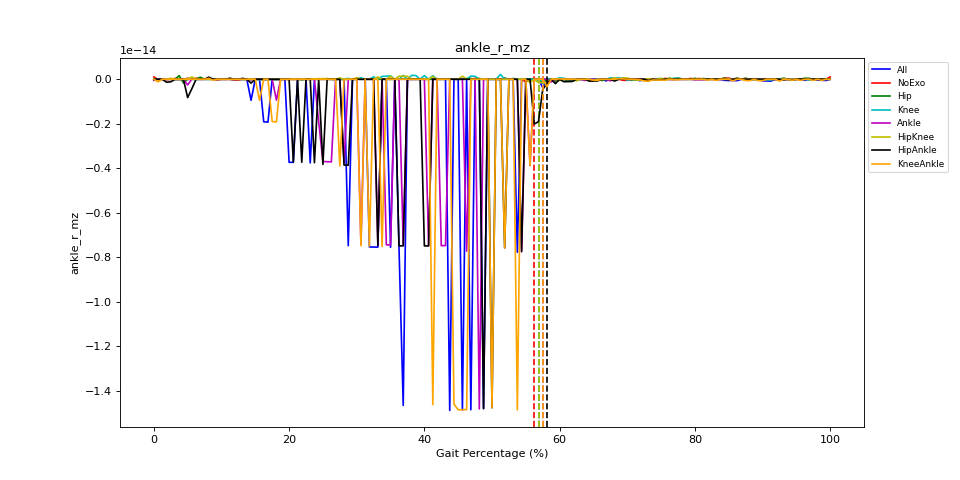 ankle_r_mz
1e−14
0.0
−0.2
−0.4
−0.6
−0.8
−1.0
−1.2
−1.4
ankle_r_mz
0 20 40 60 80 100
Gait Percentage (%)
All
NoExo
Hip
Knee
Ankle
HipKnee
HipAnkle
KneeAnkle